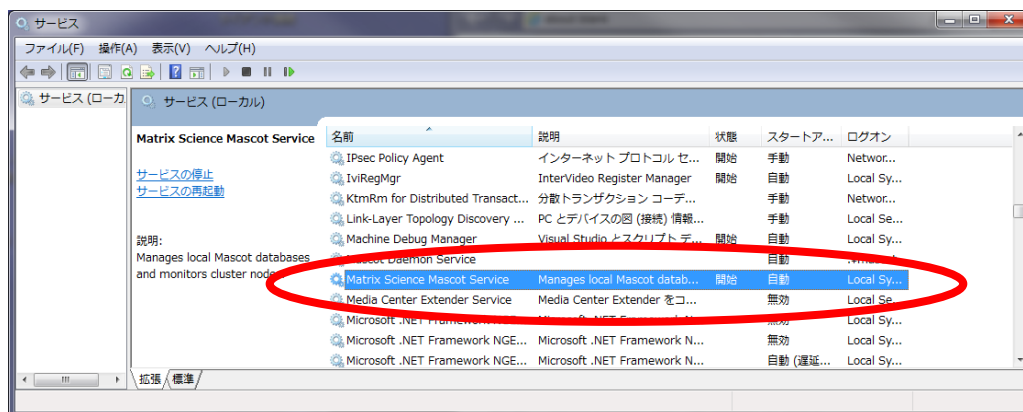 サービス
ファイル(F) 操作(A) 表示(V) ヘルプ(H)
サービス (ローカ
サービス (ローカル)
Matrix Science Mascot Service
サービスの停止
サービスの再起動
説明:
Manages local Mascot databases
and monitors cluster node
名前 説明 状態 スタートア... ログオン
IPsec Policy Agent インターネット プロトコル セ... 開始 手動 Networ...
IviRegMgr InterVideo Register Manager 開始 自動 Local Sy...
KtmRm for Distributed Transact... 分散トランザクション コーデ... 手動 Networ...
Link-Layer Topology Discovery ... PC とデバイスの図 (接続) 情報... 手動 Local Se...
Machine Debug Manager Visual Studio とスクリプト デ... 開始 自動 Local Sy...
Daemon Service 自動
Matrix Science Mascot Service Manages local Mascot datab... 開始 自動 Local Sy...
Media Center Extender Service Media Center Extender をコ... 無効 Local Se...
Microsoft .NET Framework 無効 Local Sy...
Microsoft .NET Framework NGE... Microsoft .NET Framework N... 無効 Local Sy...
Microsoft .NET Framework NGE... Microsoft .NET Framework N... 自動 (遅延... Local Sy...
拡張 標準